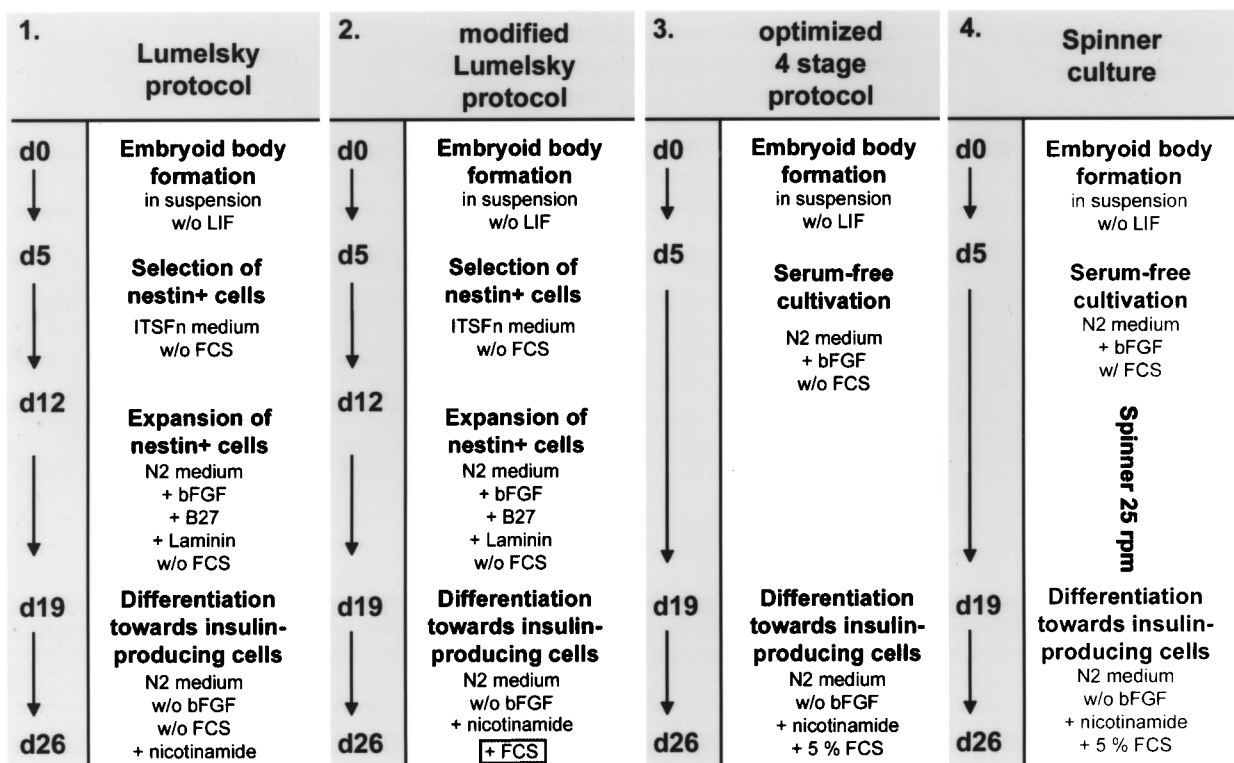 1.
Lumelsky
protocol
d0
Embryoid body
formation
in suspension
w/o LIF
d5
Selection of
nestin+ cells
ITSFn medium
w/o FCS
d12
Expansion of
nestin+ cells
N2 medium
+ bFGF
+ B27
+ Laminin
w/o FCS
d19
Differentiation
towards insulin-
producing cells
N2 medium
w/o bFGF
w/o FCS
+ nicotinamide
d26
2.
modified
Lumelsky
protocol
d0
Embryoid body
formation
in suspension
w/o LIF
d5
Selection of
nestin+ cells
ITSFn medium
w/o FCS
d12
Expansion of
nestin+ cells
N2 medium
+ bFGF
+ B27
+ Laminin
w/o FCS
d19
Differentiation
towards insulin-
producing cells
N2 medium
w/o bFGF
+ nicotinamide
+ FCS
d26
3.
optimized
4 stage
protocol
d0
Embryoid body
formation
in suspension
w/o LIF
d5
Serum-free
cultivation
N2 medium
+ bFGF
w/o FCS
d19
Differentiation
towards insulin-
producing cells
N2 medium
w/o bFGF
+ nicotinamide
+ 5 % FCS
d26
4.
Spinner
culture
d0
Embryoid body
formation
in suspension
w/o LIF
d5
Serum-free
cultivation
N2 medium
+ bFGF
w/ FCS
Spinner 25 rpm
d19
Differentiation
towards insulin-
producing cells
N2 medium
w/o bFGF
+ nicotinamide
+ 5 % FCS
d26